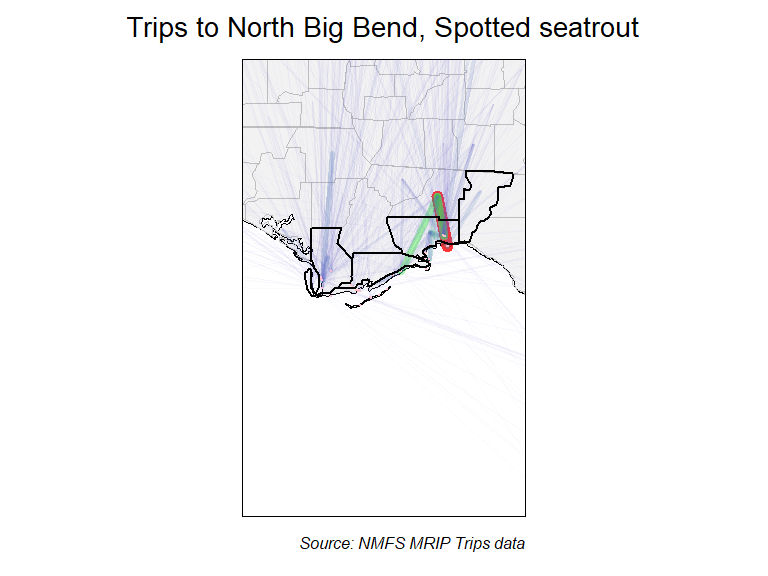 Trips to North Big Bend, Spotted seatrout
Source: NMFS MRIP Trips data